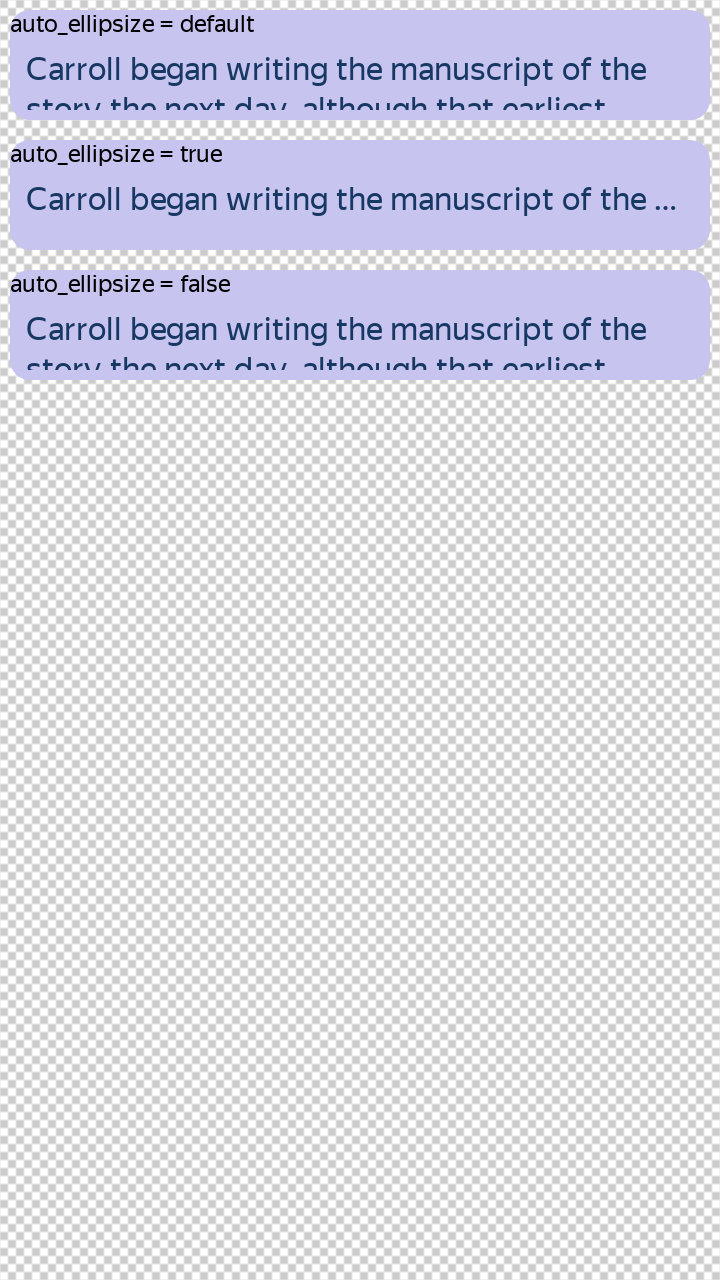 auto_ellipsize = default
Carroll began writing the manuscript of the
story the next day, although that earliest
auto_ellipsize = true
Carroll began writing the manuscript of the ...
auto_ellipsize = false
Carroll began writing the manuscript of the
story the next day, although that earliest